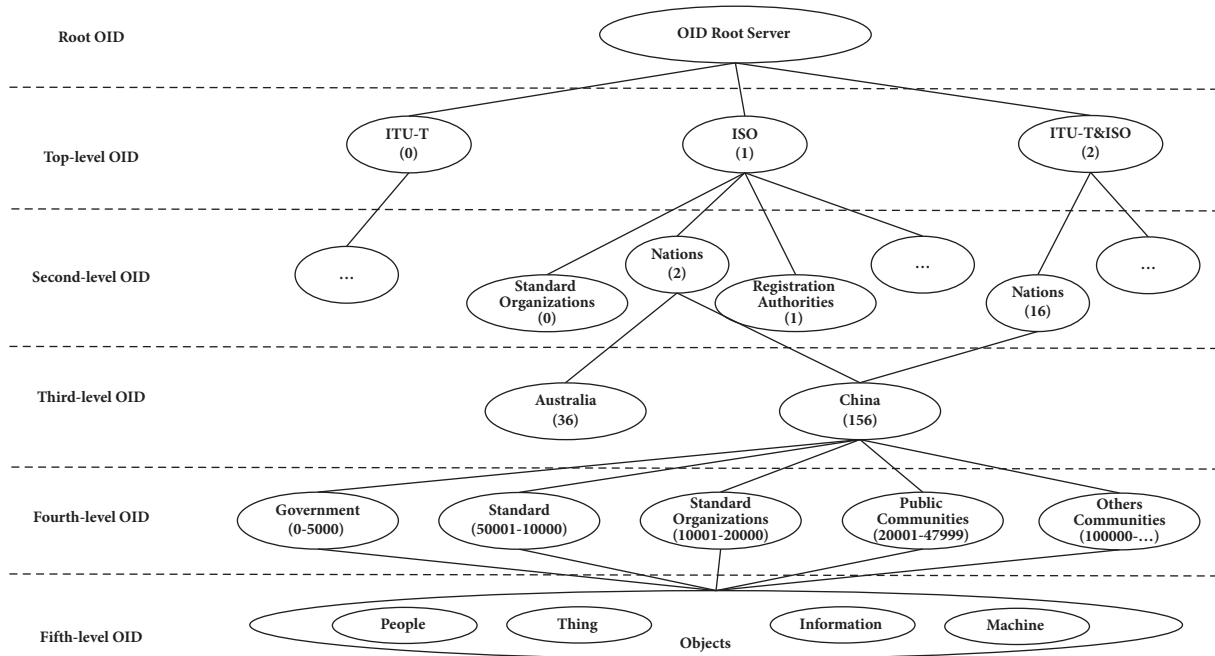 Root OID
OID Root Server
Top-level OID
ITU-T
(0)
ISO
(1)
ITU-T&ISO
(2)
Second-level OID
...
Standard
Organizations
(0)
Nations
(2)
Registration
Authorities
(1)
...
Nations
(16)
...
Third-level OID
Australia
(36)
China
(156)
Fourth-level OID
Government
(0-5000)
Standard
(50001-10000)
Standard
Organizations
(10001-20000)
Public
Communities
(20001-47999)
Others
Communities
(100000-...)
Fifth-level OID
People
Thing
Objects
Information
Machine